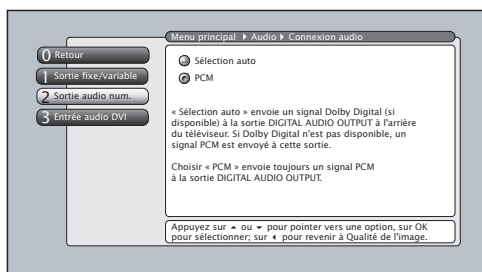 Menu principal ▸ Audio ▸ Connexion audio
0 Retour
1 Sortie fixe/variable
2 Sortie audio num.
3 Entrée audio DVI
Sélection auto
PCM
« Sélection auto » envoie un signal Dolby Digital (si
disponible) à la sortie DIGITAL AUDIO OUTPUT à l'arrière
du téléviseur. Si Dolby Digital n'est pas disponible, un
signal PCM est envoyé à cette sortie.
Choisir « PCM » envoie toujours un signal PCM
à la sortie DIGITAL AUDIO OUTPUT.
Appuyez sur ▴ ou ▾ pour pointer vers une option, sur OK
pour sélectionner; sur ◂ pour revenir à Qualité de l'image.